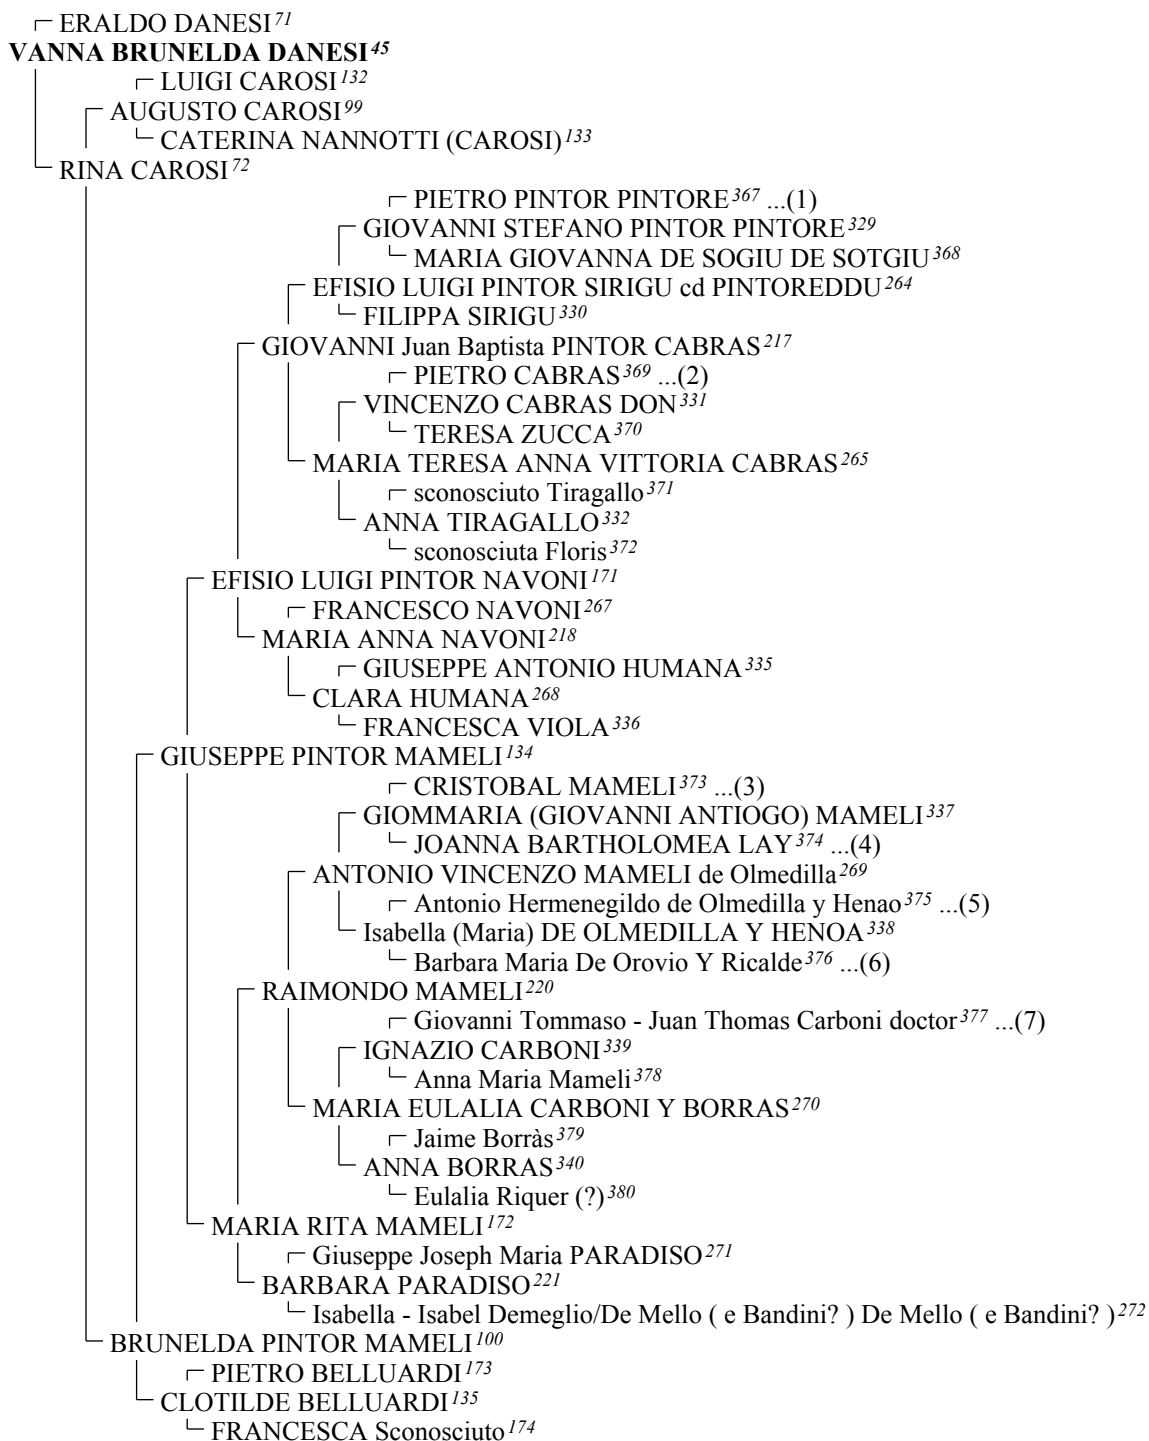 ERALDO DANESI71
VANNA BRUNELDA DANESI45
LUIGI CAROSI132
AUGUSTO CAROSI99
CATERINA NANNOTTI (CAROSI)133
RINA CAROSI72
PIETRO PINTOR PINTORE367 ...(1)
GIOVANNI STEFANO PINTOR PINTORE329
MARIA GIOVANNA DE SOGIU DE SOTGIU368
EFISIO LUIGI PINTOR SIRIGU cd PINTOREDDU264
FILIPPA SIRIGU330
GIOVANNI Juan Baptista PINTOR CABRAS217
PIETRO CABRAS369 ...(2)
VINCENZO CABRAS DON331
TERESA ZUCCA370
MARIA TERESA ANNA VITTORIA CABRAS265
sconosciuto Tiragallo371
ANNA TIRAGALLO332
sconosciuta Floris372
EFISIO LUIGI PINTOR NAVONI171
FRANCESCO NAVONI267
MARIA ANNA NAVONI218
GIUSEPPE ANTONIO HUMANA335
CLARA HUMANA268
FRANCESCA VIOLA336
GIUSEPPE PINTOR MAMELI134
CRISTOBAL MAMELI373 ...(3)
GIOMMARIA (GIOVANNI ANTIOGO) MAMELI337
JOANNA BARTHOLOMEA LAY374 ...(4)
ANTONIO VINCENZO MAMELI de Olmedilla269
Antonio Hermenegildo de Olmedilla y Henao375 ...(5)
Isabella (Maria) DE OLMEDILLA Y HENOA338
Barbara Maria De Orovio Y Ricalde376 ...(6)
RAIMONDO MAMELI220
Giovanni Tommaso - Juan Thomas Carboni doctor377 ...(7)
IGNAZIO CARBONI339
Anna Maria Mameli378
MARIA EULALIA CARBONI Y BORRAS270
Jaime Borràs379
ANNA BORRAS340
Eulalia Riquer (?)380
MARIA RITA MAMELI172
Giuseppe Joseph Maria PARADISO271
BARBARA PARADISO221
Isabella - Isabel Demeglio/De Mello ( e Bandini? ) De Mello ( e Bandini? )272
BRUNELDA PINTOR MAMELI100
PIETRO BELLUARDI173
CLOTILDE BELLUARDI135
FRANCESCA Sconosciuto174